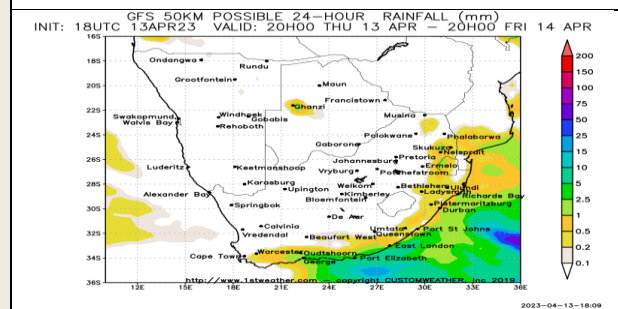 GFS 50KM POSSIBLE 24-HOUR RAINFALL (mm)
INIT: 18UTC 13APR23 VALID: 20H00 THU 13 APR - 20H00 FRI 14 APR
16S
18S
20S
22S
24S
26S
28S
30S
32S
34S
36S
Ondangwa
Rundu
Grootfontein
Maun
Francistown
Ghanzi
Swakopmund
Walvis Bay
Windhoek
Gobabis
Rehoboth
Musina
Polokwane
Phalaborwa
Gaborone
Skukuza
Nelspruit
Pretoria
Johannesburg
Ermelo
Luderitz
Keetmanshoop
Vryburg
Potchefstroom
Karasburg
Alexander Bay
Upington
Welkom
Kimberley
Bethlehem
Ulundi
Ladysmith
Richards Bay
Bloemfontein
Springbok
Pietermaritzburg
Durban
De Aar
Calvinia
Vredendal
Beaufort West
Umtata
Queenstown
Port St Johns
East London
Cape Town
Worcester
Oudtshoorn
George
Port Elizabeth
http://www.1stweather.com - copyright CUSTOMWEATHER, Inc 2019
12E 15E 18E 21E 24E 27E 30E 33E 36E
200
150
100
75
50
25
15
10
5
2.5
1
0.5
0.2
0.1
2023-04-13-18:09